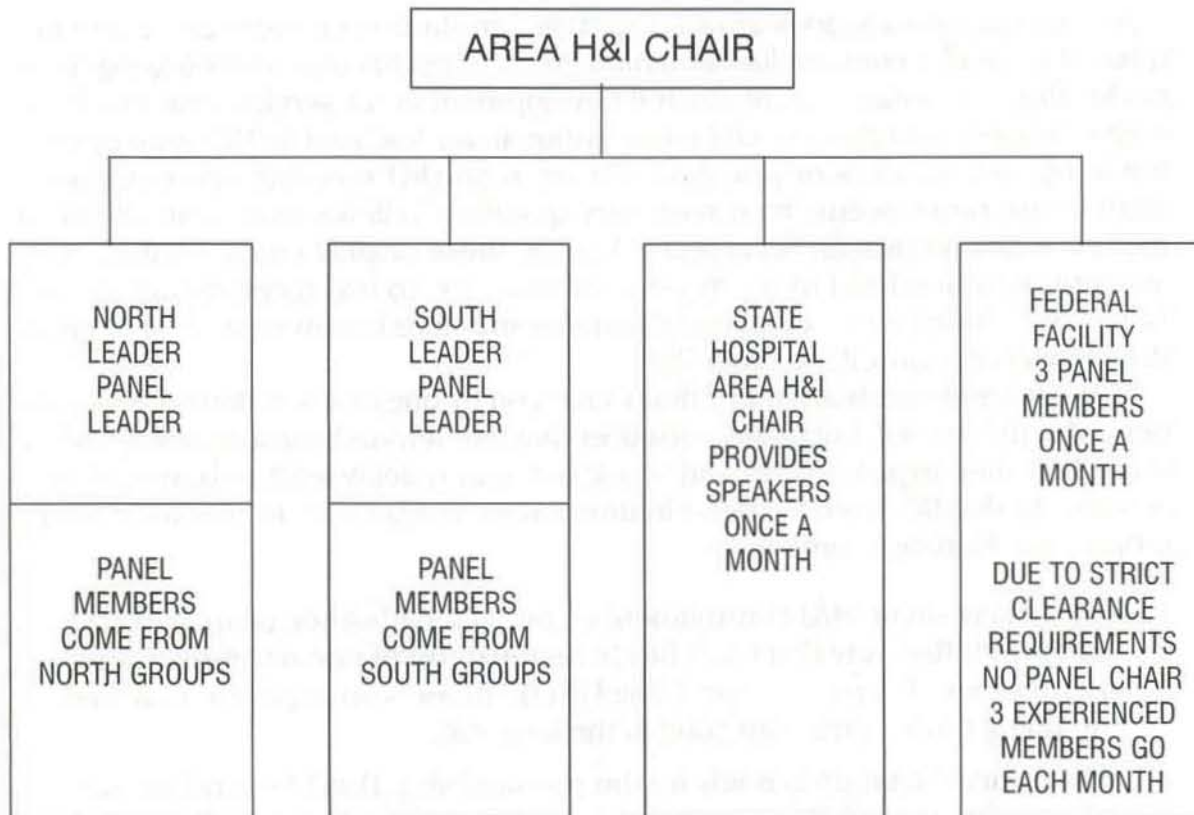 AREA H&I CHAIR
NORTH
LEADER
PANEL
LEADER
PANEL
MEMBERS
COME FROM
NORTH GROUPS
SOUTH
LEADER
PANEL
LEADER
PANEL
MEMBERS
COME FROM
SOUTH GROUPS
STATE
HOSPITAL
AREA H&I
CHAIR
PROVIDES
SPEAKERS
ONCE A
MONTH
FEDERAL
FACILITY
3 PANEL
MEMBERS
ONCE A
MONTH
DUE TO STRICT
CLEARANCE
REQUIREMENTS
NO PANEL CHAIR
3 EXPERIENCED
MEMBERS GO
EACH MONTH